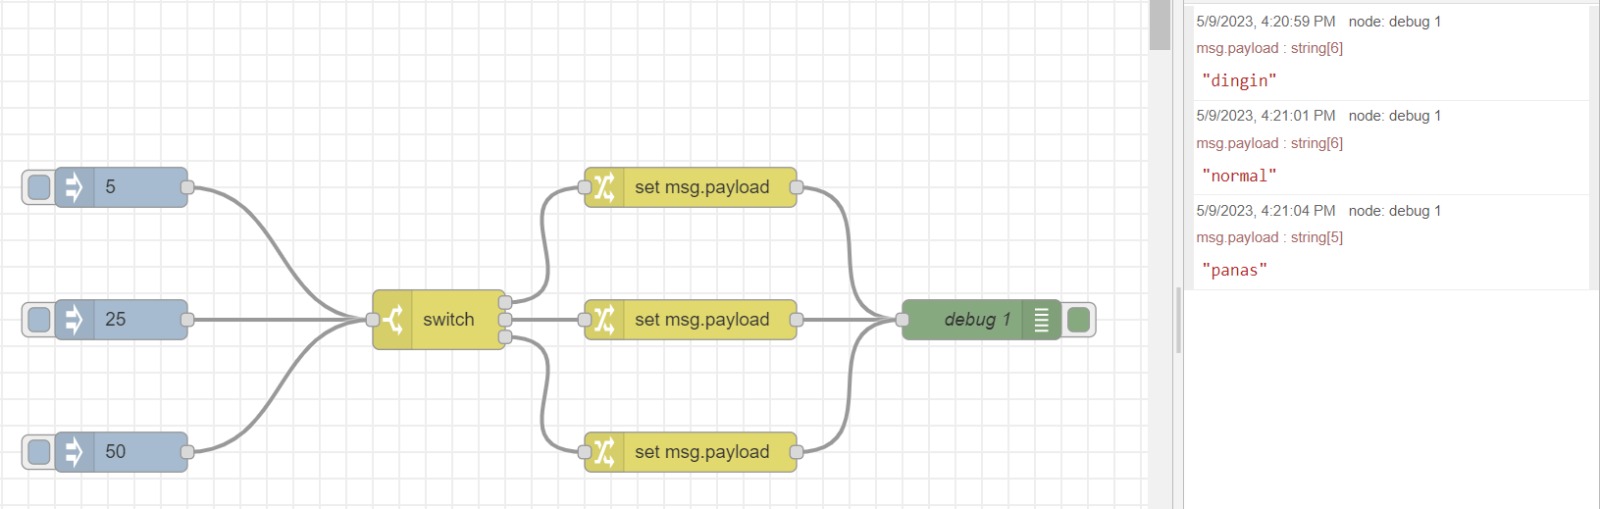 5
25
50
switch
set msg.payload
set msg.payload
set msg.payload
debug 1
5/9/2023, 4:20:59 PM node: debug 1
msg.payload : string[6]
"dingin"
5/9/2023, 4:21:01 PM node: debug 1
msg.payload : string[6]
"normal"
5/9/2023, 4:21:04 PM node: debug 1
msg.payload : string[5]
"panas"